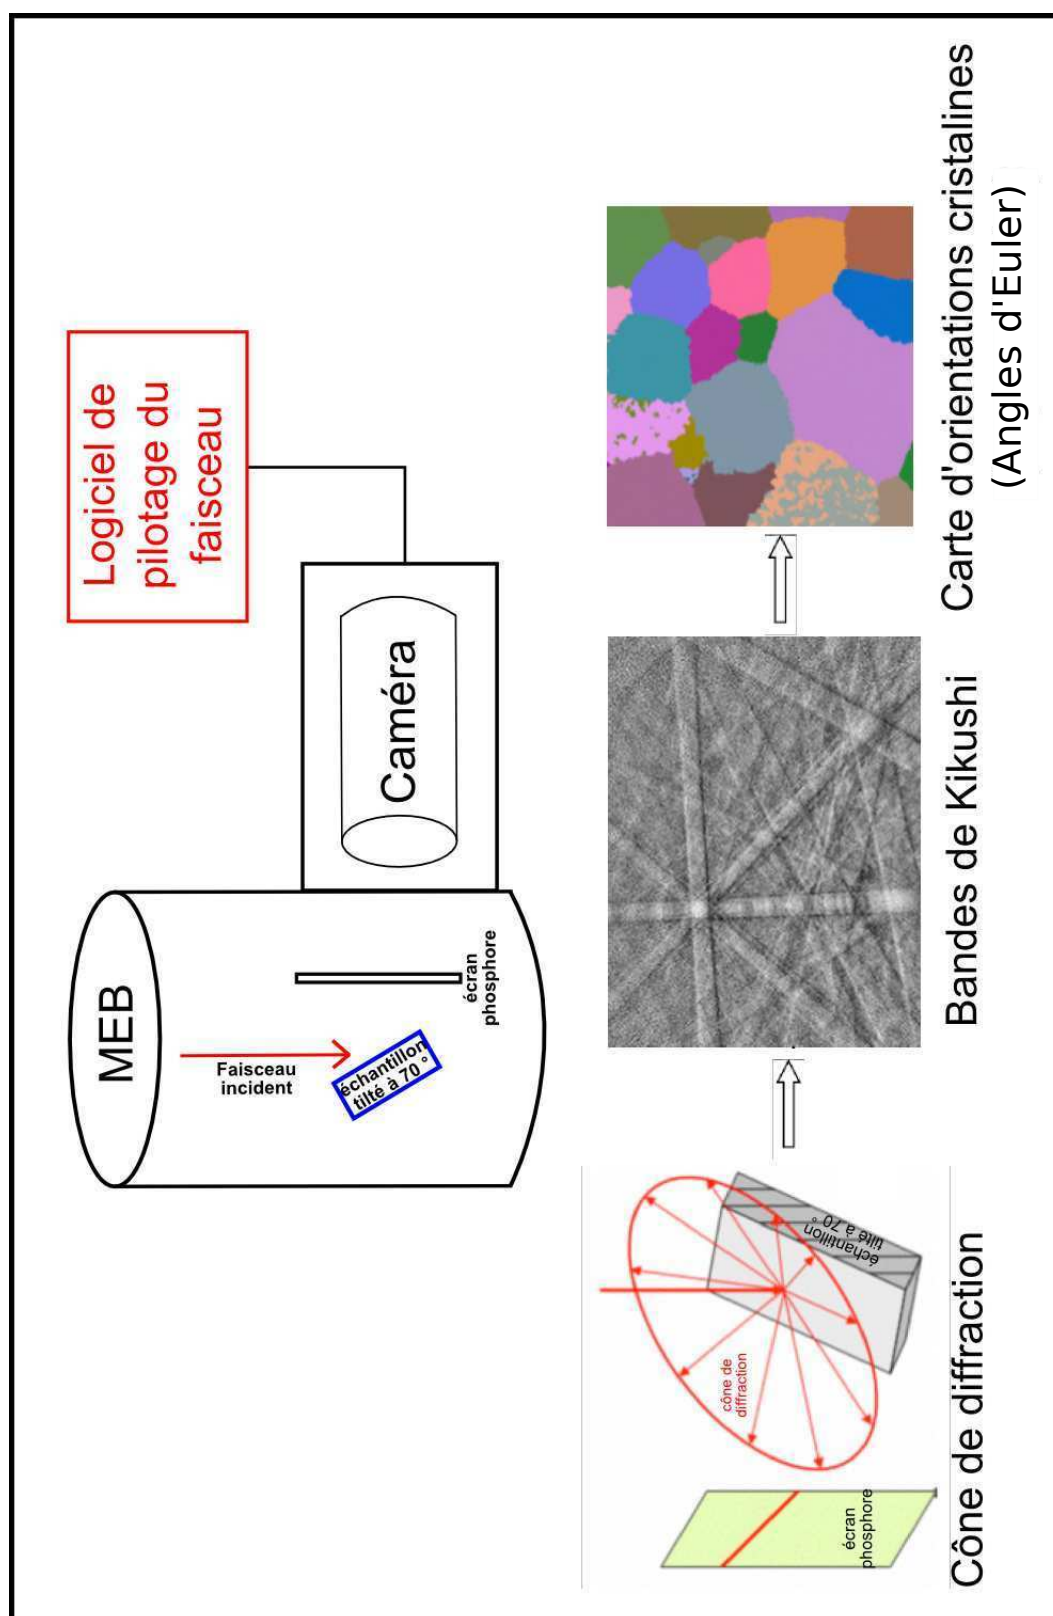 MEB
Faisceau
incident
échantillon
tilté à 70 °
écran
phosphore
Caméra
Logiciel de
pilotage du
faisceau
écran
phosphore
cône de
diffraction
échantillon
tilté à 70 °
Cône de diffraction
Bandes de Kikushi
Carte d'orientations cristalines
(Angles d'Euler)